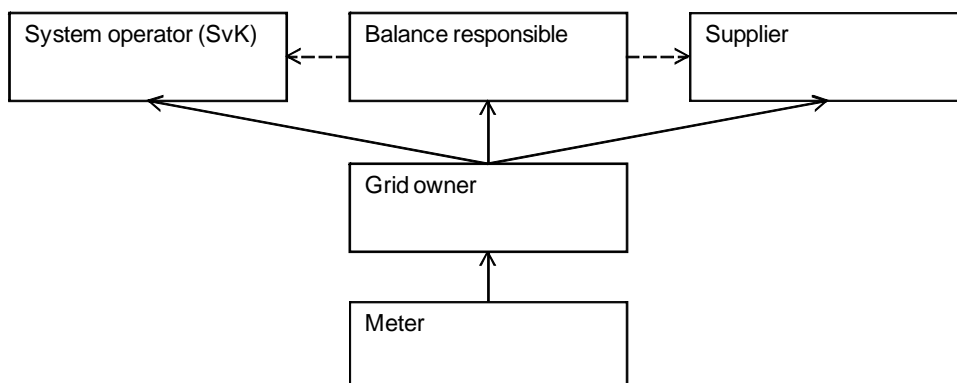 System operator (SvK)
Balance responsible
Supplier
Grid owner
Meter